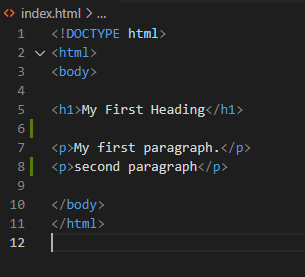 index.html > ...
1 <!DOCTYPE html>
2 <html>
3 <body>
4
5 <h1>My First Heading</h1>
6
7 <p>My first paragraph.</p>
8 <p>second paragraph</p>
9
10 </body>
11 </html>
12